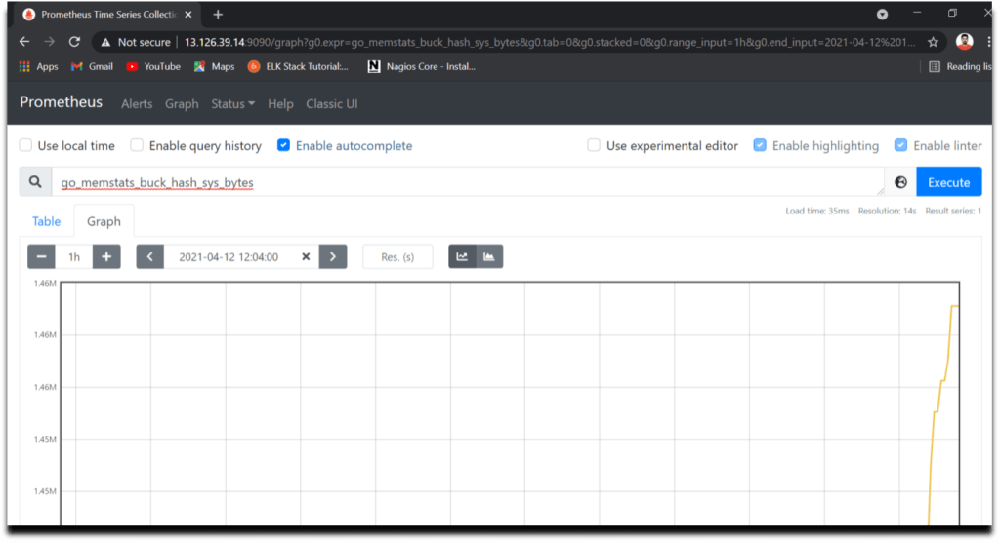 Prometheus Time Series Collectio
Not secure | 13.126.39.14:9090/graph?g0.expr=go_memstats_buck_hash_sys_bytes&g0.tab=0&g0.stacked=0&g0.range_input=1h&g0.end_input=2021-04-12%201...
Apps Gmail YouTube Maps ELK Stack Tutorial:... Nagios Core - Instal... Reading lis
Prometheus Alerts Graph Status Help Classic UI
Use local time Enable query history Enable autocomplete Use experimental editor Enable highlighting Enable linter
go_memstats_buck_hash_sys_bytes Execute
Load time: 35ms Resolution: 14s Result series: 1
Table Graph
1h 2021-04-12 12:04:00 Res. (s)
1.46M
1.46M
1.46M
1.45M
1.45M